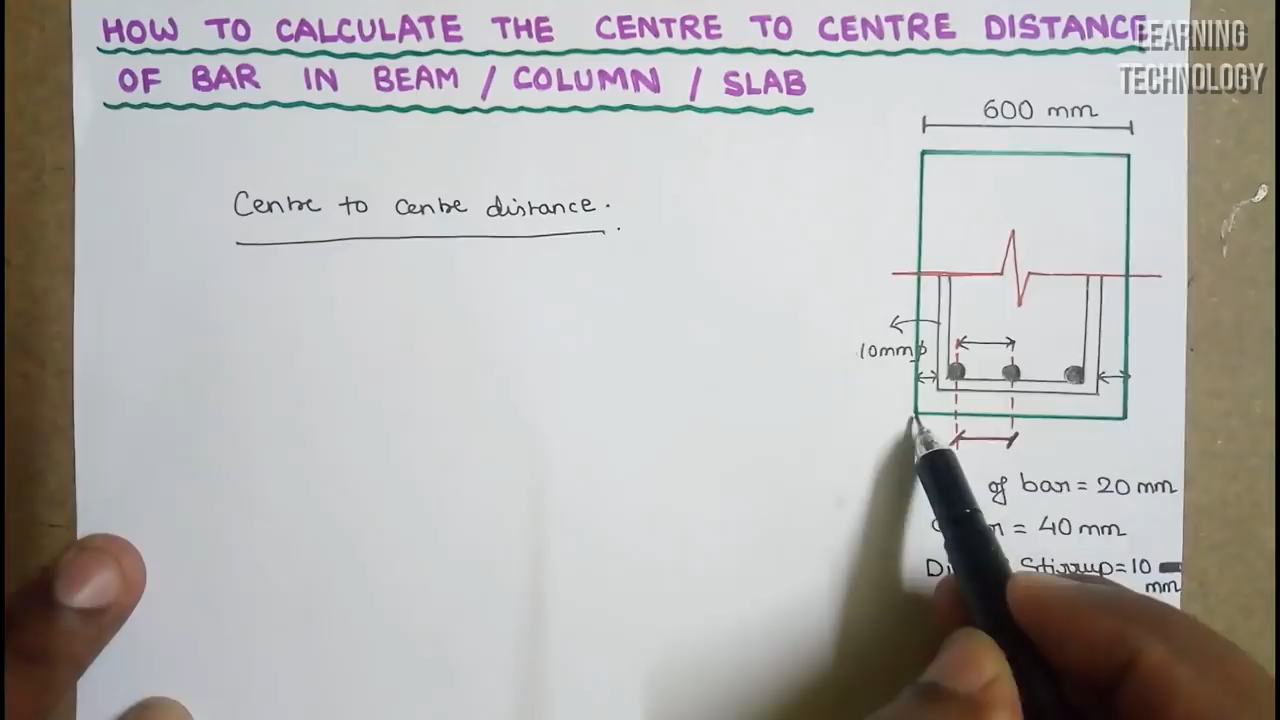 HOW TO CALCULATE THE CENTRE TO CENTRE DISTANCE
OF BAR IN BEAM / COLUMN / SLAB
LEARNING
TECHNOLOGY
600 mm
Centre to centre distance.
10mmϕ
of bar = 20 mm
= 40 mm
Stirrup = 10
mm